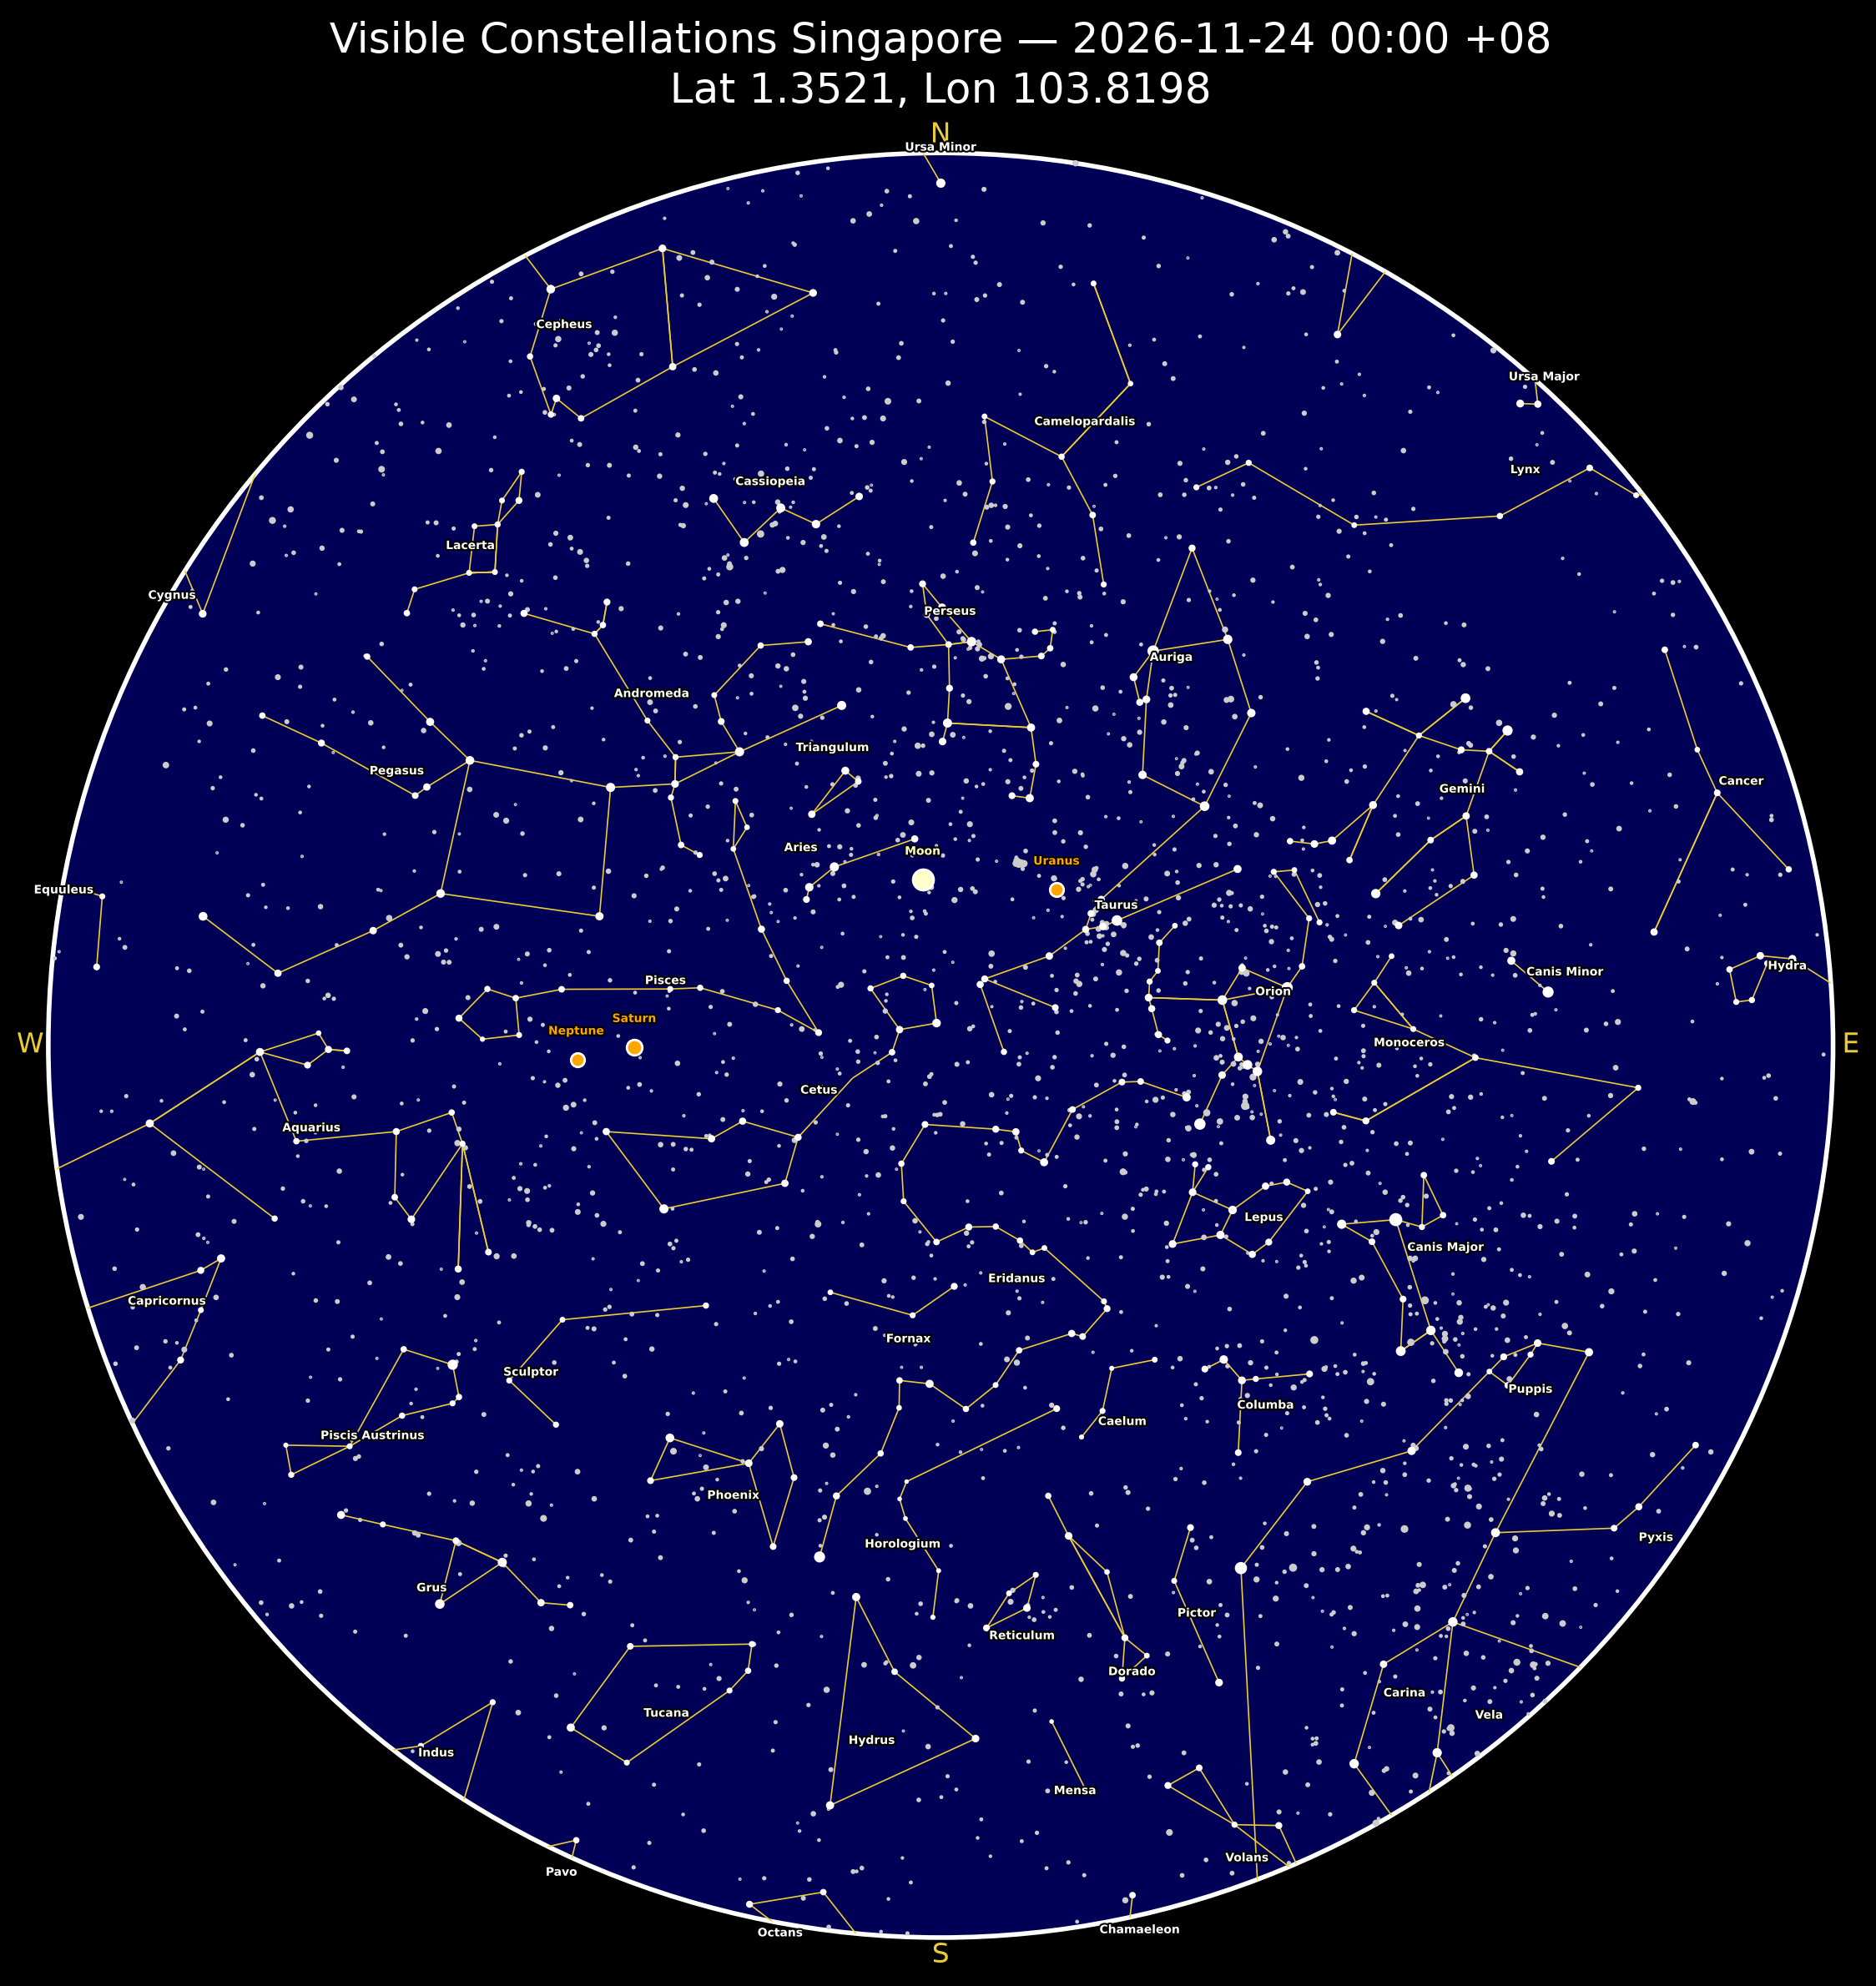 Visible Constellations Singapore — 2026-11-24 00:00 +08
Lat 1.3521, Lon 103.8198
N
Ursa Minor
Cepheus
Ursa Major
Camelopardalis
Lynx
Cassiopeia
Lacerta
Cygnus
Perseus
Auriga
Andromeda
Triangulum
Pegasus
Cancer
Gemini
Aries
Moon
Uranus
Equuleus
Taurus
Hydra
Canis Minor
Pisces
Orion
Saturn
Neptune
W
Monoceros
E
Cetus
Aquarius
Lepus
Canis Major
Eridanus
Capricornus
Fornax
Sculptor
Puppis
Columba
Caelum
Piscis Austrinus
Phoenix
Pyxis
Horologium
Grus
Pictor
Reticulum
Dorado
Carina
Tucana
Vela
Hydrus
Indus
Mensa
Volans
Pavo
Chamaeleon
Octans
S